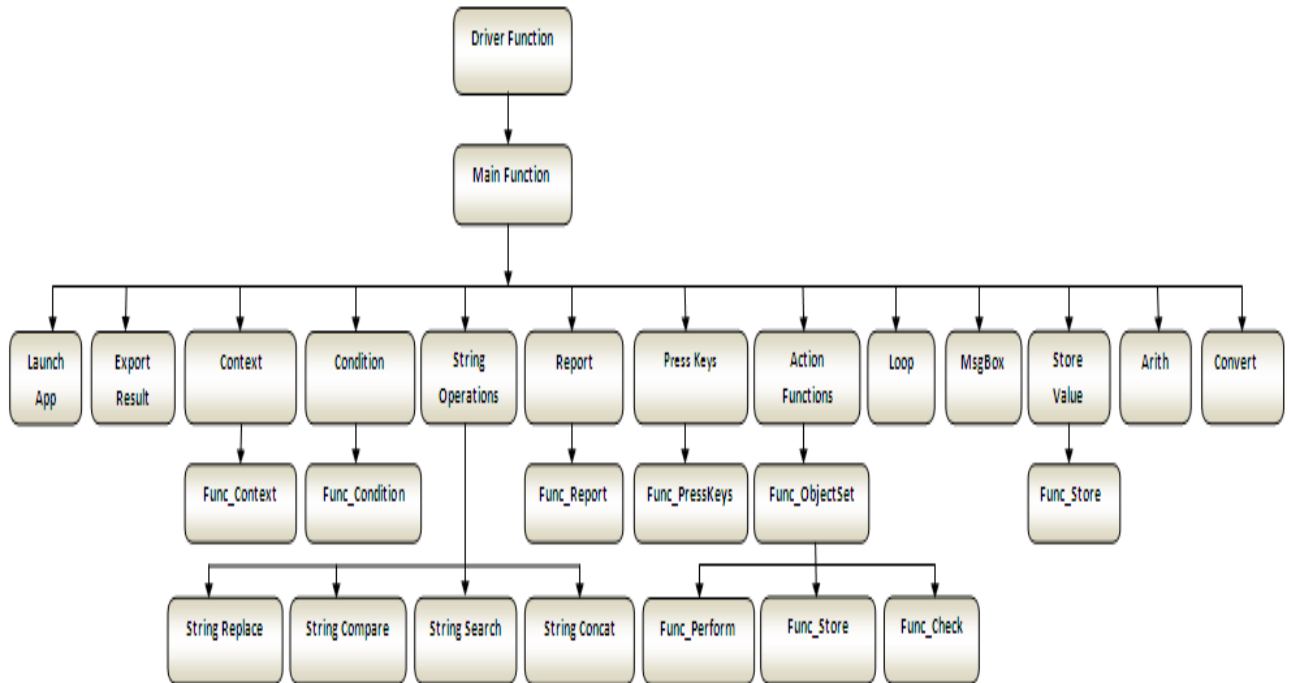 Driver Function
Main Function
Launch
App
Export
Result
Context
Condition
String
Operations
Report
Press Keys
Action
Functions
Loop
MsgBox
Store
Value
Arith
Convert
Func_Context
Func_Condition
Func_Report
Func_PressKeys
Func_ObjectSet
Func_Store
String Replace
String Compare
String Search
String Concat
Func_Perform
Func_Store
Func_Check